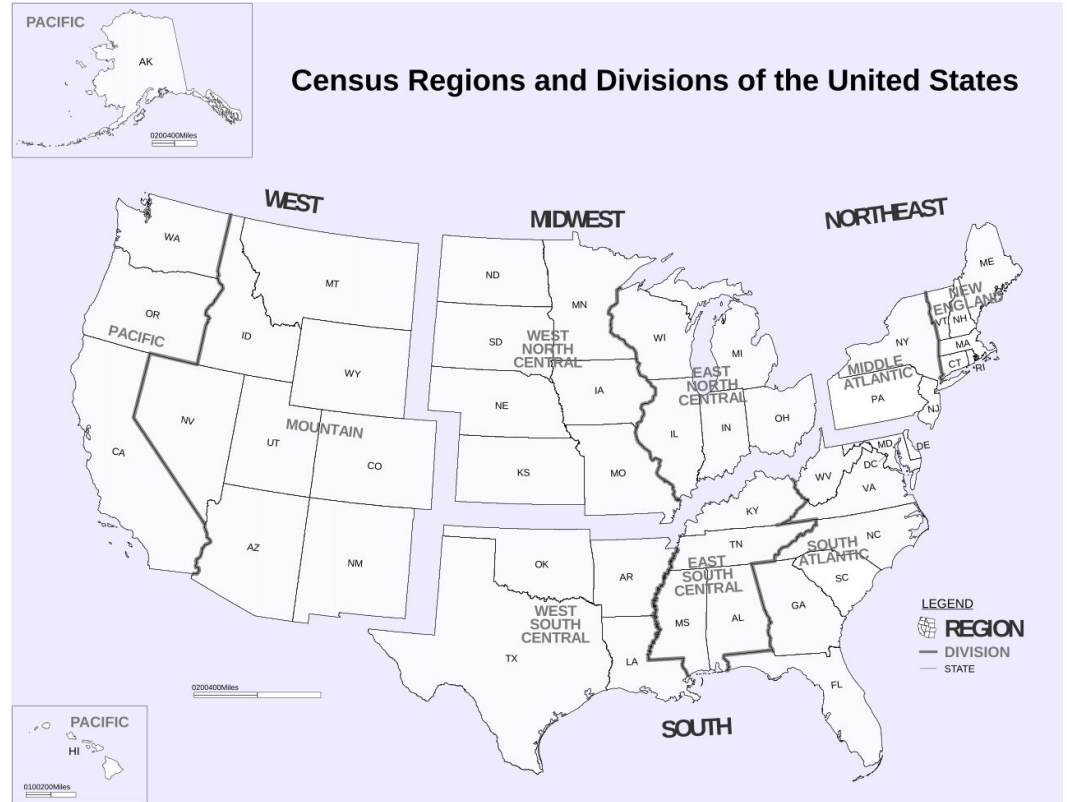 PACIFIC
AK
0200400Miles
Census Regions and Divisions of the United States
WEST
MIDWEST
NORTHEAST
WA
MT
OR
ID
PACIFIC
WY
NV
UT
MOUNTAIN
CO
CA
AZ
NM
ND
MN
SD
WEST
NORTH
CENTRAL
IA
NE
KS
MO
WI
MI
EAST
NORTH
CENTRAL
IL
IN
OH
ME
NEW
ENGLAND
VT
NH
NY
MA
CT
RI
MIDDLE
ATLANTIC
PA
NJ
MD
DE
DC
WV
VA
KY
NC
TN
SOUTH
ATLANTIC
SC
EAST
SOUTH
CENTRAL
MS
AL
GA
FL
OK
AR
WEST
SOUTH
CENTRAL
TX
LA
SOUTH
0200400Miles
LEGEND
REGION
DIVISION
STATE
PACIFIC
HI
0100200Miles